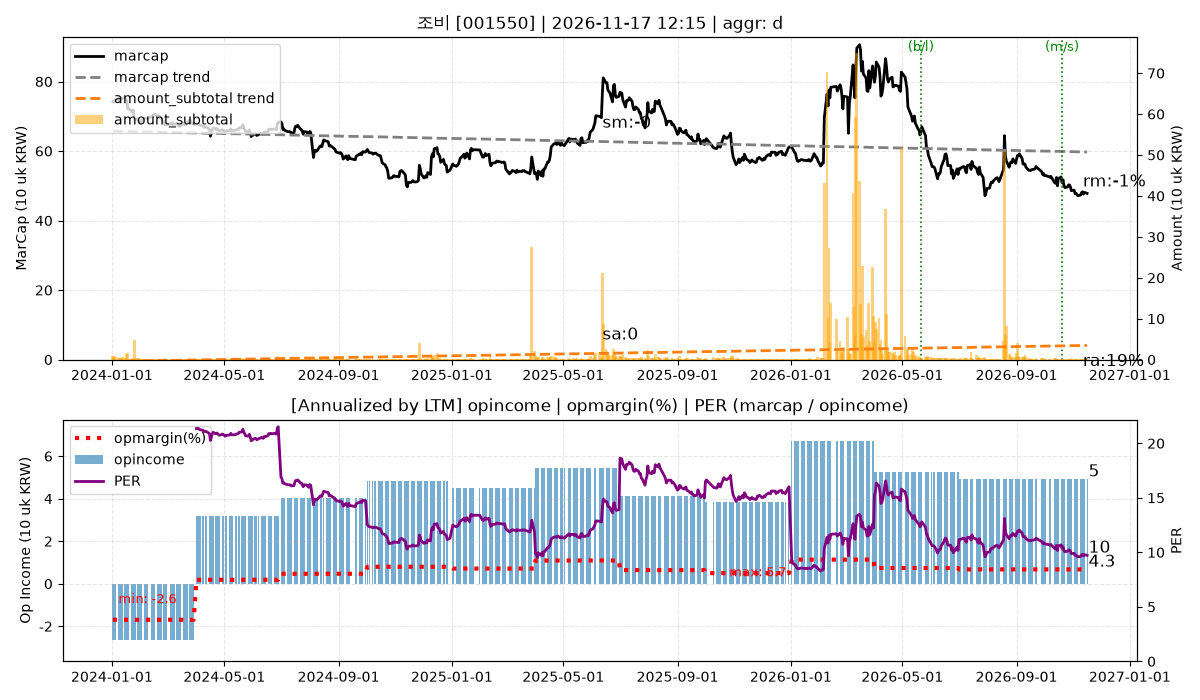 조비 [001550] | 2026-11-17 12:15 | aggr: d
marcap
marcap trend
amount_subtotal trend
amount_subtotal
(b/l)
(m/s)
sm:-0
sa:0
rm:-1%
ra:19%
MarCap (10 uk KRW)
0
20
40
60
80
Amount (10 uk KRW)
0
10
20
30
40
50
60
70
2024-01-01
2024-05-01
2024-09-01
2025-01-01
2025-05-01
2025-09-01
2026-01-01
2026-05-01
2026-09-01
2027-01-01
[Annualized by LTM] opincome | opmargin(%) | PER (marcap / opincome)
opmargin(%)
opincome
PER
min: -2.6
max: 6.7
5
10
4.3
Op Income (10 uk KRW)
-2
0
2
4
6
PER
0
5
10
15
20
2024-01-01
2024-05-01
2024-09-01
2025-01-01
2025-05-01
2025-09-01
2026-01-01
2026-05-01
2026-09-01
2027-01-01